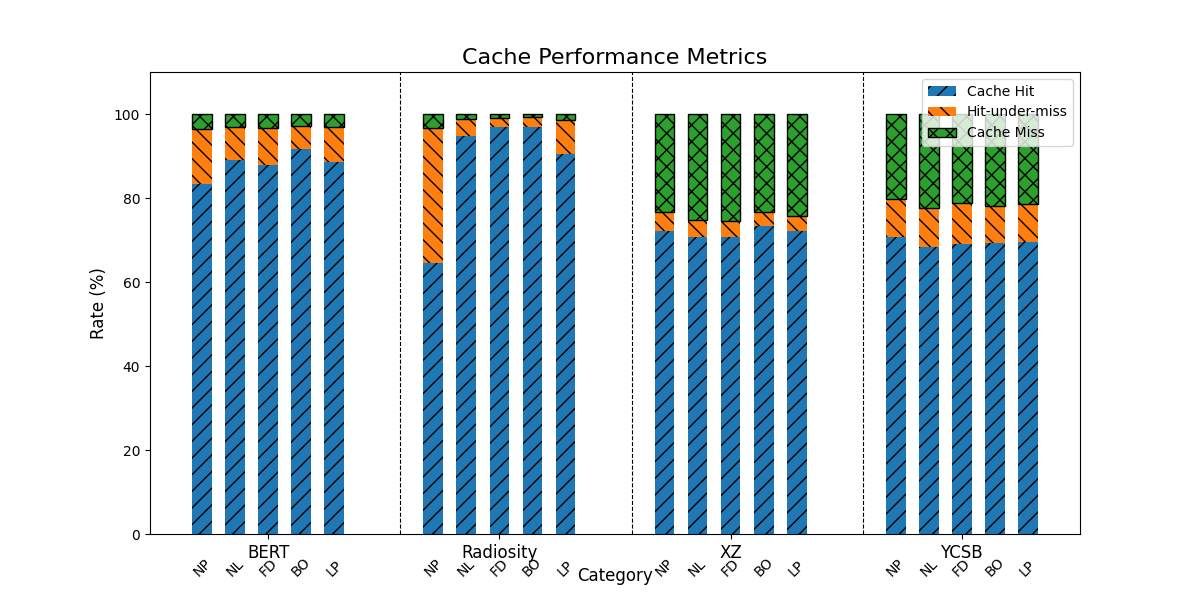 Cache Performance Metrics
Cache Hit
Hit-under-miss
Cache Miss
100
80
60
40
20
0
Rate (%)
BERT Radiosity XZ YCSB
NP NL FD BO LP NP NL FD BO LP NP NL FD BO LP NP NL FD BO LP
Category